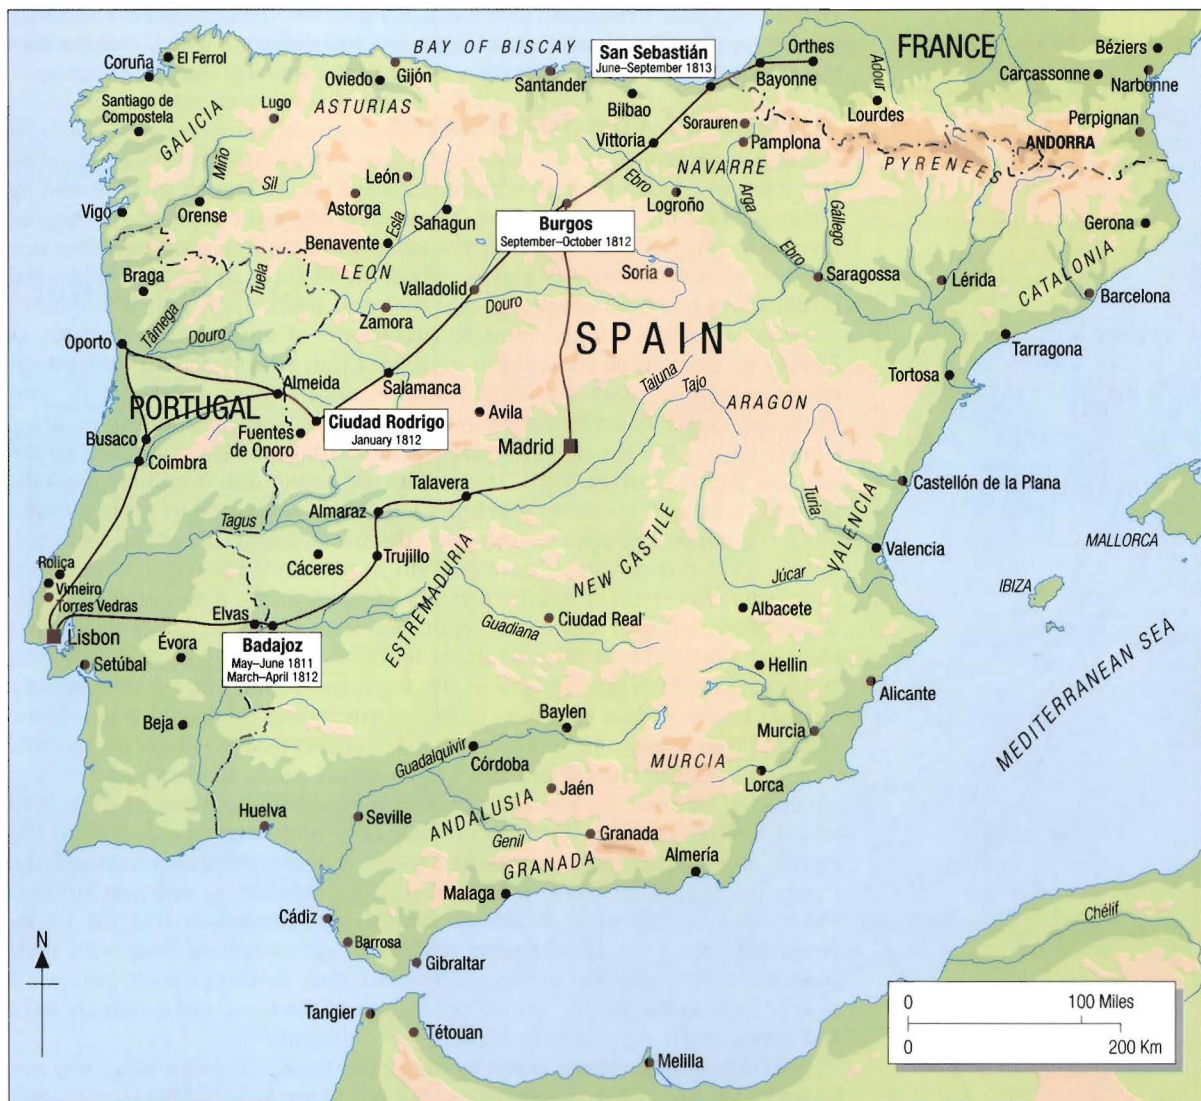 BAY OF BISCAY
San Sebastián
June–September 1813
Orthes
FRANCE
Béziers
Coruña
El Ferrol
Oviedo
Gijón
Santander
Bayonne
Adour
Carcassonne
Narbonne
Bilbao
Lourdes
Santiago de
Compostela
Lugo
ASTURIAS
GALICIA
Vittoria
Sorauren
Pamplona
Perpignan
ANDORRA
PYRENEES
NAVARRE
Miño
Sil
León
Astorga
Sahagun
Ebro
Logroño
Arga
Gállego
Vigo
Orense
Esla
Burgos
September–October 1812
Gerona
Benavente
LEON
Braga
Tuela
Tâmega
Valladolid
Soria
Ebro
Saragossa
Lérida
CATALONIA
Barcelona
Zamora
Douro
Oporto
Douro
SPAIN
Tarragona
Almeida
Salamanca
Tajuna
Tajo
Tortosa
PORTUGAL
ARAGON
Ciudad Rodrigo
January 1812
Avila
Busaco
Fuentes
de Onoro
Madrid
Coimbra
Talavera
Castellón de la Plana
Tagus
Almaraz
Turia
VALENCIA
MALLORCA
Valencia
Roliça
Vimeiro
Torres Vedras
Cáceres
Trujillo
ESTREMADURIA
NEW CASTILE
Júcar
IBIZA
Elvas
Albacete
Lisbon
Ciudad Real
Guadiana
Évora
Badajoz
May–June 1811
March–April 1812
Setúbal
Hellin
MEDITERRANEAN SEA
Alicante
Beja
Baylen
Murcia
Guadalquivir
Córdoba
MURCIA
Lorca
Jaén
Huelva
Seville
ANDALUSIA
Genil
Granada
GRANADA
Almería
Malaga
Cádiz
Barrosa
Chélif
N
Gibraltar
Tangier
Tétouan
Melilla
0 100 Miles
0 200 Km